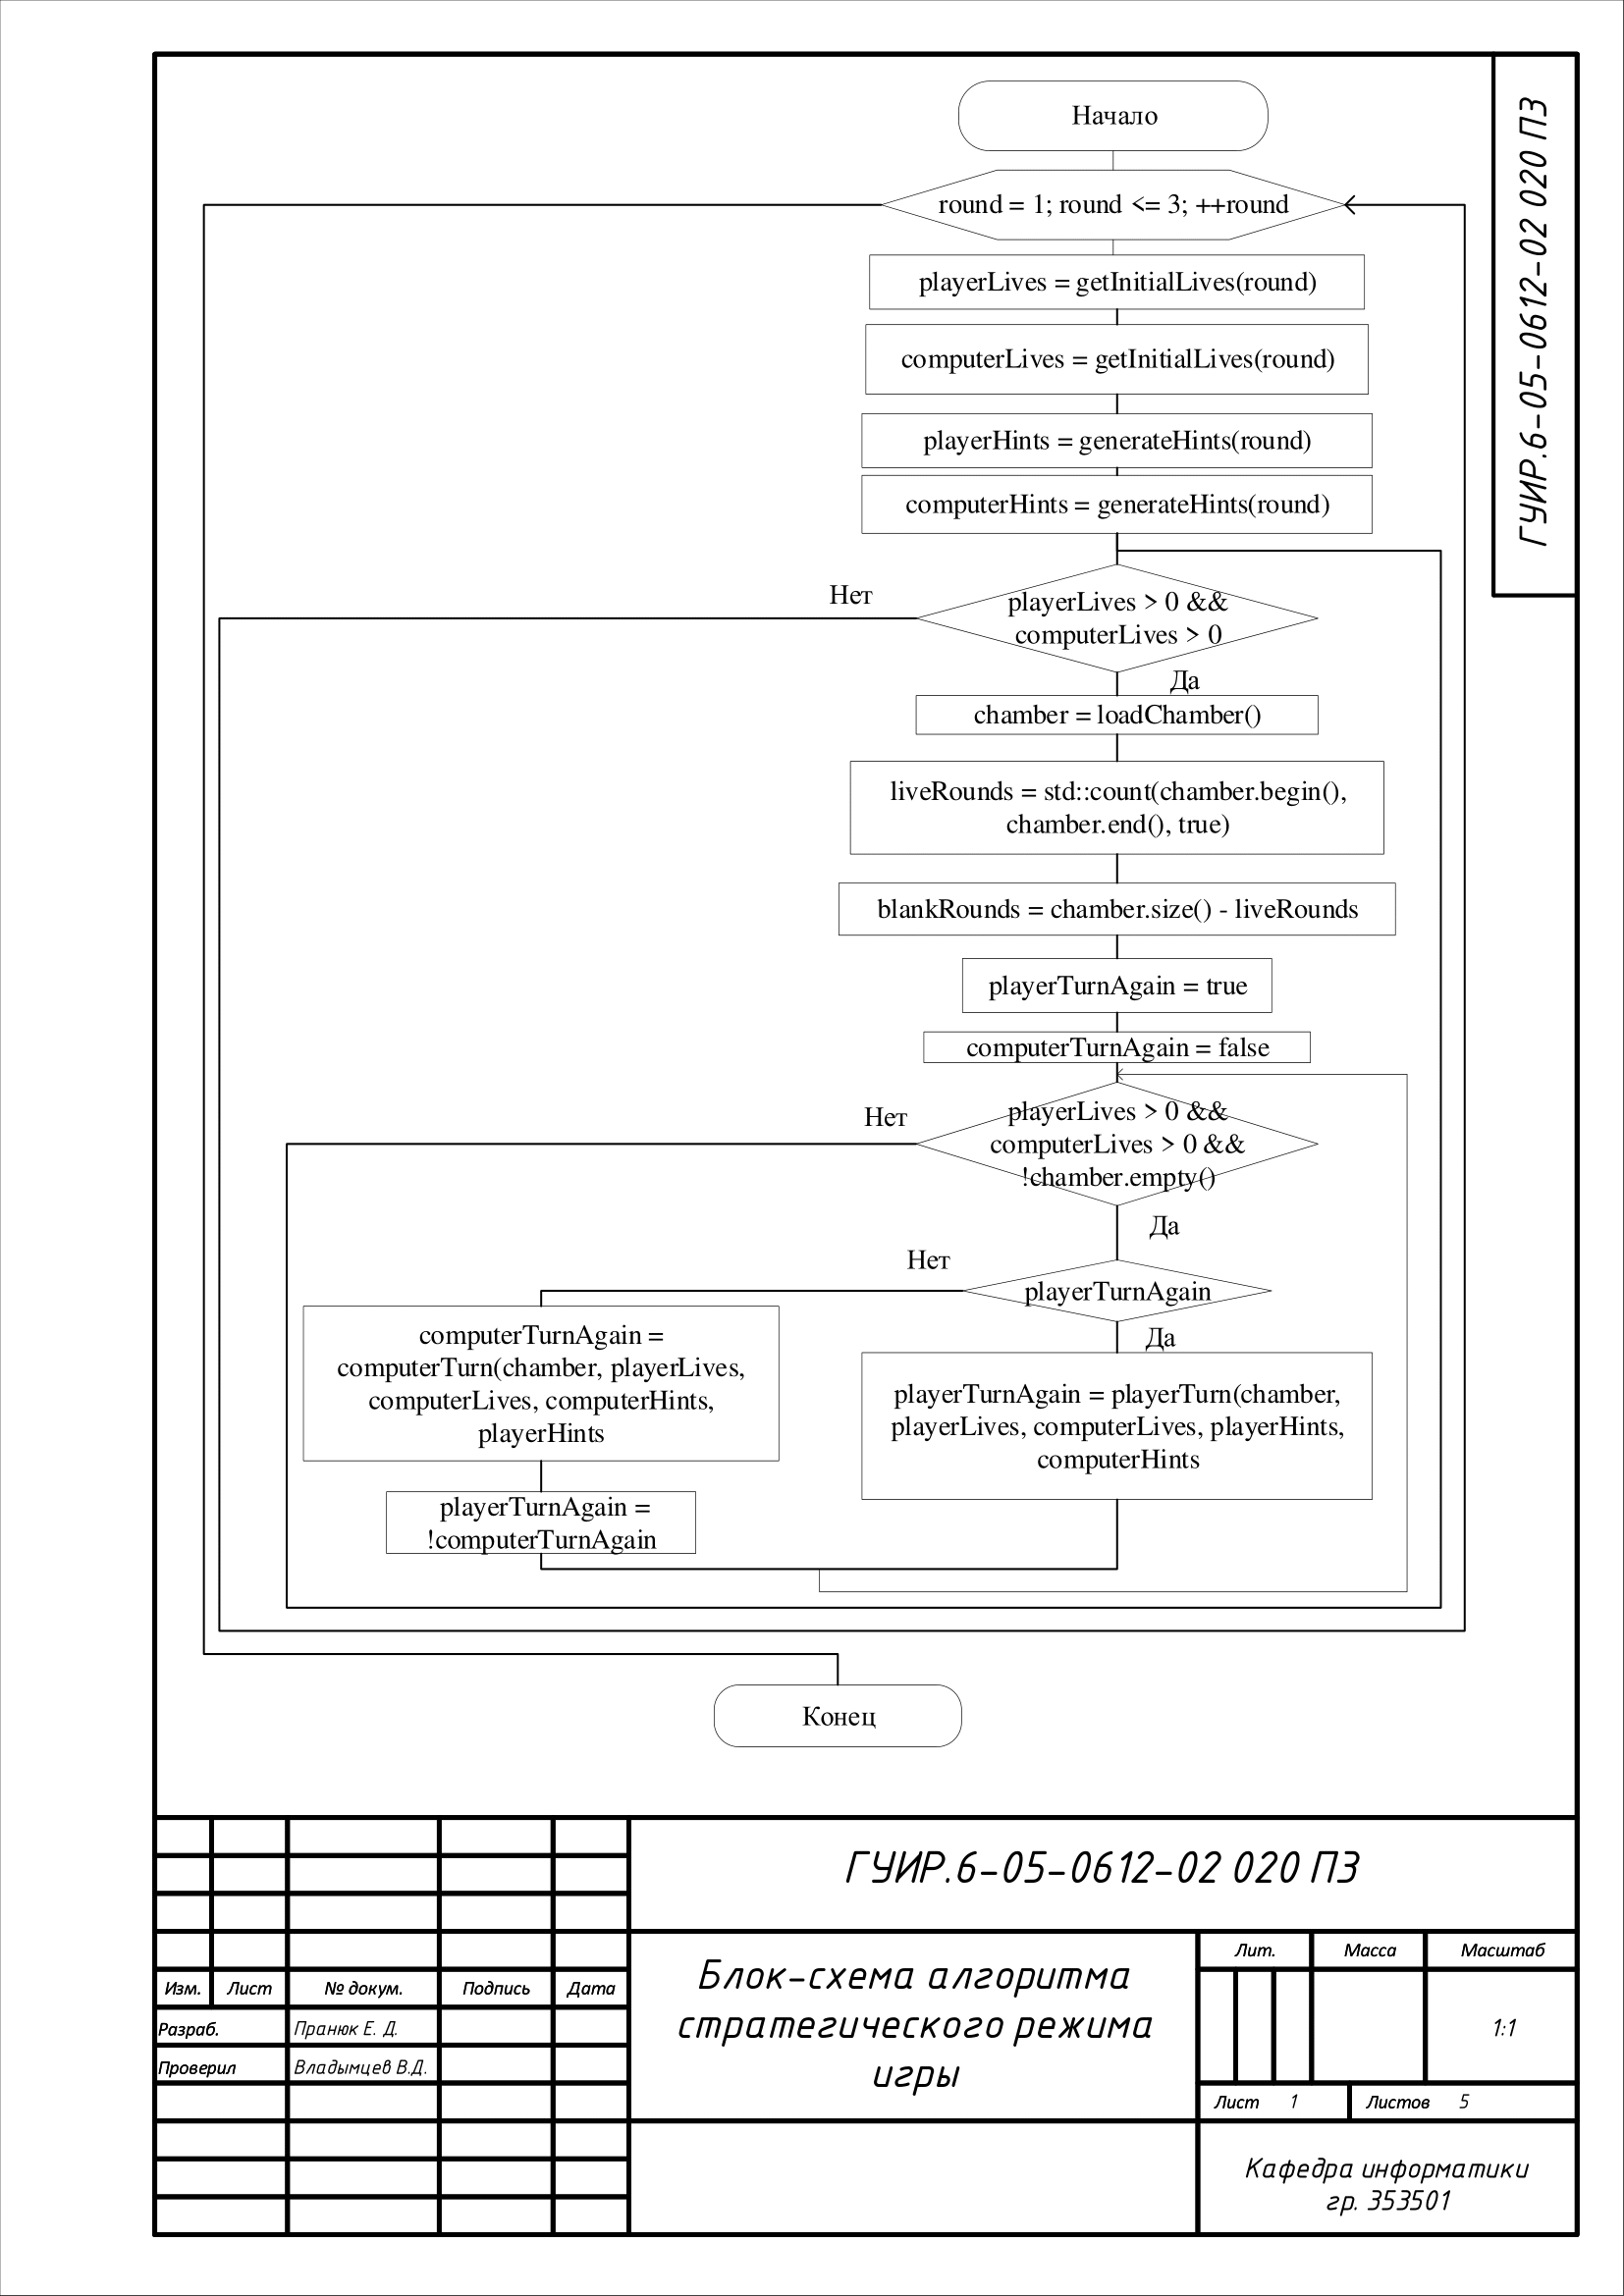 Начало
ГУИР.6-05-0612-02 020 ПЗ
round = 1; round <= 3; ++round
playerLives = getInitialLives(round)
computerLives = getInitialLives(round)
playerHints = generateHints(round)
computerHints = generateHints(round)
Нет
playerLives > 0 &&
computerLives > 0
Да
chamber = loadChamber()
liveRounds = std::count(chamber.begin(),
chamber.end(), true)
blankRounds = chamber.size() - liveRounds
playerTurnAgain = true
computerTurnAgain = false
Нет
playerLives > 0 &&
computerLives > 0 &&
!chamber.empty()
Да
Нет
playerTurnAgain
Да
computerTurnAgain =
computerTurn(chamber, playerLives,
computerLives, computerHints,
playerHints
playerTurnAgain = playerTurn(chamber,
playerLives, computerLives, playerHints,
computerHints
playerTurnAgain =
!computerTurnAgain
Конец
ГУИР.6-05-0612-02 020 ПЗ
Блок-схема алгоритма
стратегического режима
игры
Лит. Масса Масштаб
1:1
Изм. Лист № докум. Подпись Дата
Разраб. Пранюк Е. Д.
Проверил Владымцев В.Д.
Лист 1 Листов 5
Кафедра информатики
гр. 353501